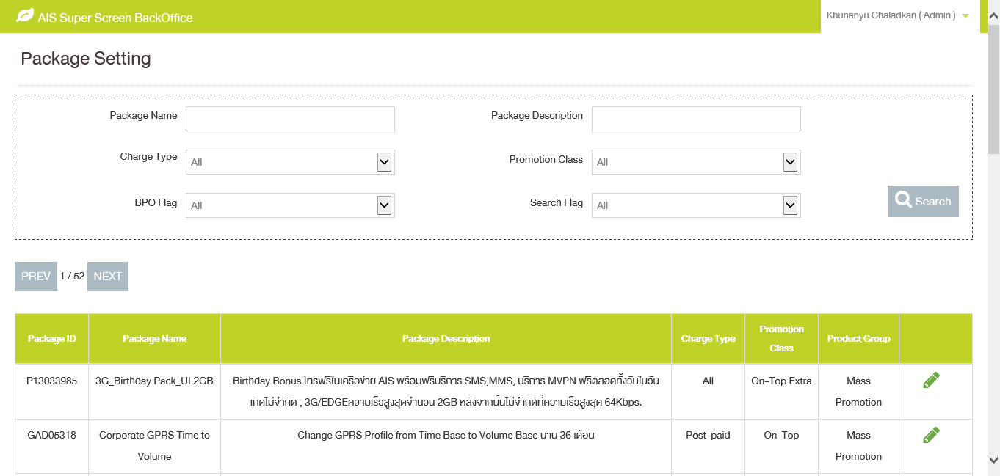 AIS Super Screen BackOffice
Khunanyu Chaladkan ( Admin )
Package Setting
Package Name
Package Description
Charge Type All
Promotion Class All
BPO Flag All
Search Flag All
Search
PREV 1 / 52 NEXT
Package ID Package Name Package Description Charge Type Promotion Class Product Group
P13033985 3G_Birthday Pack_UL2GB Birthday Bonus โทรฟรีในเครือข่าย AIS พร้อมฟรีบริการ SMS,MMS, บริการ MVPN ฟรีตลอดทั้งวันในวัน All On-Top Extra Mass
เกิดไม่จำกัด , 3G/EDGEความเร็วสูงสุดจำนวน 2GB หลังจากนั้นไม่จำกัดที่ความเร็วสูงสุด 64Kbps. Promotion
GAD05318 Corporate GPRS Time to Change GPRS Profile from Time Base to Volume Base นาน 36 เดือน Post-paid On-Top Mass
Volume Promotion